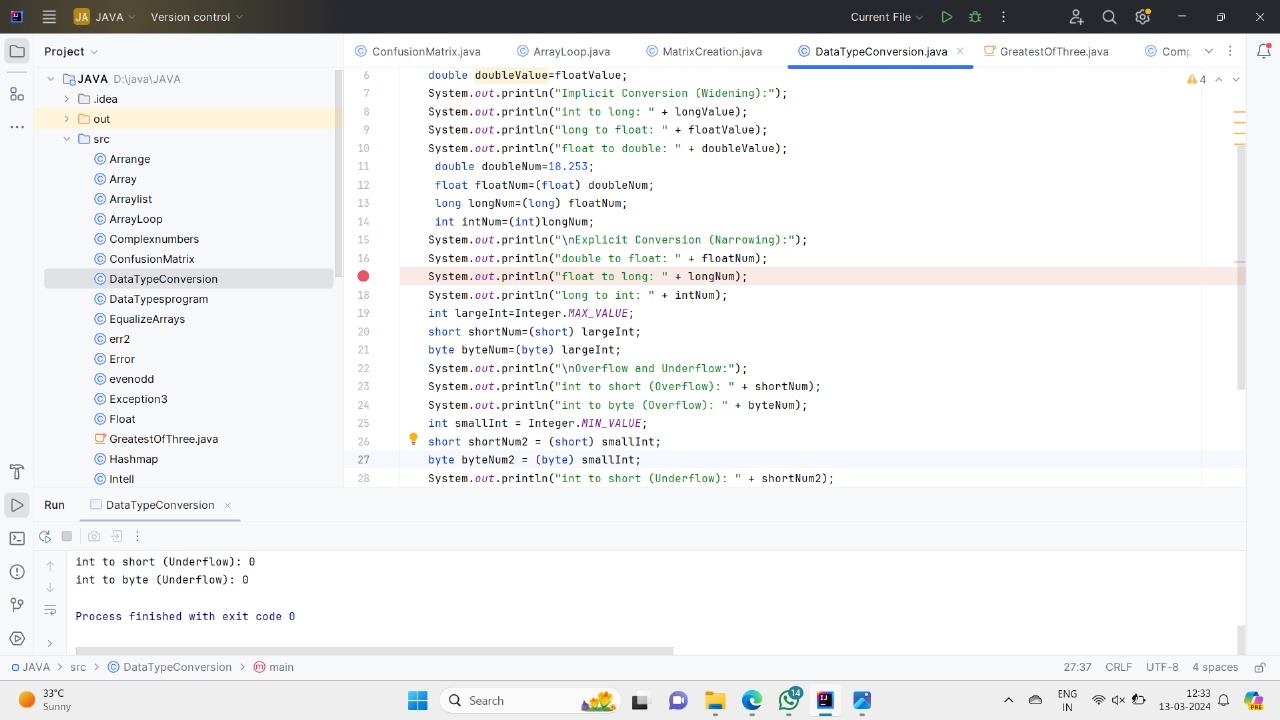 JA JAVA Version control Current File
Project
ConfusionMatrix.java ArrayLoop.java MatrixCreation.java DataTypeConversion.java GreatestOfThree.java Comp
JAVA D:\java\JAVA
.idea
out
src
Arrange
Array
Arraylist
ArrayLoop
Complexnumbers
ConfusionMatrix
DataTypeConversion
DataTypesprogram
EqualizeArrays
err2
Error
evenodd
Exception3
Float
GreatestOfThree.java
Hashmap
Intell
4
6 double doubleValue=floatValue;
7 System.out.println("Implicit Conversion (Widening):");
8 System.out.println("int to long: " + longValue);
9 System.out.println("long to float: " + floatValue);
10 System.out.println("float to double: " + doubleValue);
11 double doubleNum=18.253;
12 float floatNum=(float) doubleNum;
13 long longNum=(long) floatNum;
14 int intNum=(int)longNum;
15 System.out.println("\nExplicit Conversion (Narrowing):");
16 System.out.println("double to float: " + floatNum);
System.out.println("float to long: " + longNum);
18 System.out.println("long to int: " + intNum);
19 int largeInt=Integer.MAX_VALUE;
20 short shortNum=(short) largeInt;
21 byte byteNum=(byte) largeInt;
22 System.out.println("\nOverflow and Underflow:");
23 System.out.println("int to short (Overflow): " + shortNum);
24 System.out.println("int to byte (Overflow): " + byteNum);
25 int smallInt = Integer.MIN_VALUE;
26 short shortNum2 = (short) smallInt;
27 byte byteNum2 = (byte) smallInt;
28 System.out.println("int to short (Underflow): " + shortNum2);
Run DataTypeConversion
int to short (Underflow): 0
int to byte (Underflow): 0
Process finished with exit code 0
JAVA > src > DataTypeConversion > main 27:37 CRLF UTF-8 4 spaces
33°C
Sunny
Search
14
ENG
IN
12:33
13-03-2024
PRE